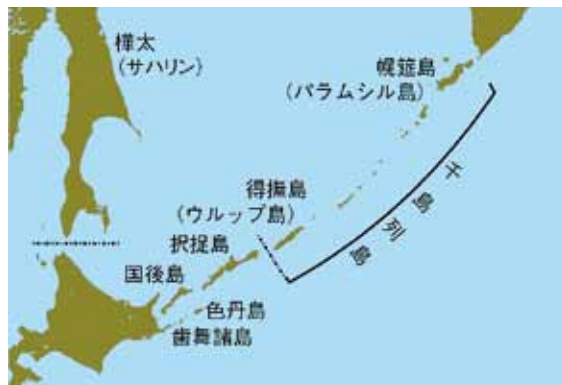 樺太
(サハリン)
幌筵島
(パラムシル島)
千島列島
得撫島
(ウルップ島)
択捉島
国後島
色丹島
歯舞諸島